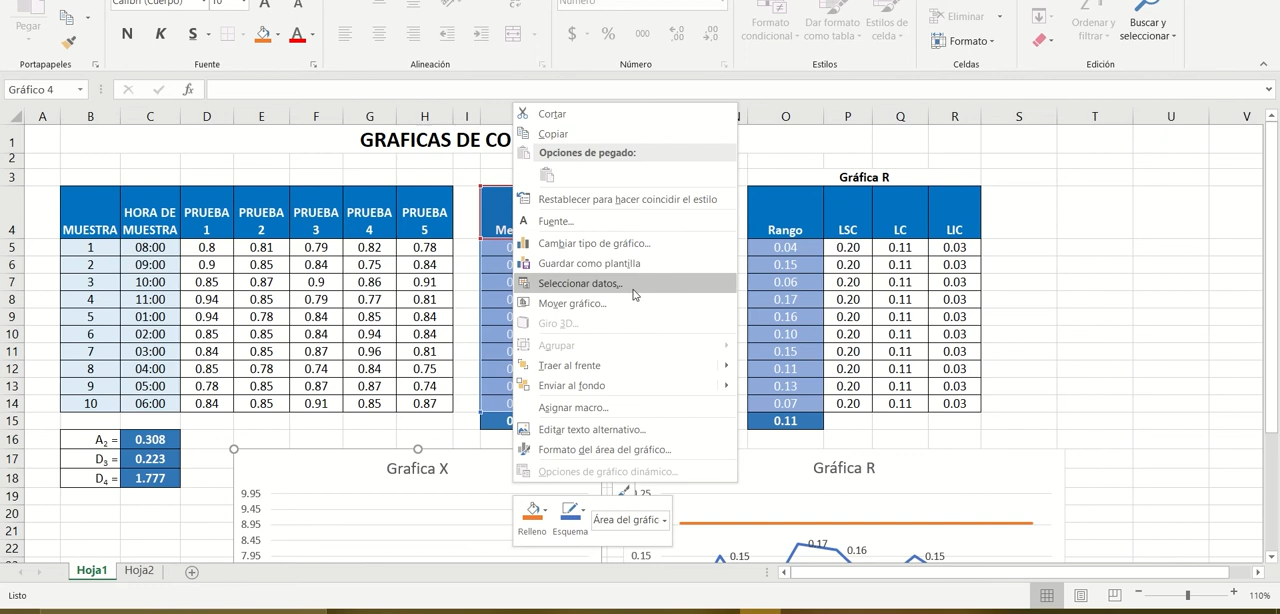 Calibri (Cuerpo) 10
Número
Pegar
N K S A
$ % 000
Formato condicional
Dar formato como tabla
Estilos de celda
Eliminar
Formato
Ordenar y filtrar
Buscar y seleccionar
Portapapeles Fuente Alineación Número Estilos Celdas Edición
Gráfico 4 fx
A B C D E F G H I O P Q R S T U V
1 GRAFICAS DE CO
2
3 Gráfica R
4 MUESTRA HORA DE MUESTRA PRUEBA 1 PRUEBA 2 PRUEBA 3 PRUEBA 4 PRUEBA 5 Me Rango LSC LC LIC
5 1 08:00 0.8 0.81 0.79 0.82 0.78 0.04 0.20 0.11 0.03
6 2 09:00 0.9 0.85 0.84 0.75 0.84 0.15 0.20 0.11 0.03
7 3 10:00 0.85 0.87 0.9 0.86 0.91 0.06 0.20 0.11 0.03
8 4 11:00 0.94 0.85 0.79 0.77 0.81 0.17 0.20 0.11 0.03
9 5 01:00 0.94 0.78 0.84 0.85 0.84 0.16 0.20 0.11 0.03
10 6 02:00 0.85 0.85 0.84 0.94 0.84 0.10 0.20 0.11 0.03
11 7 03:00 0.84 0.85 0.87 0.96 0.81 0.15 0.20 0.11 0.03
12 8 04:00 0.85 0.78 0.74 0.84 0.75 0.11 0.20 0.11 0.03
13 9 05:00 0.78 0.85 0.87 0.87 0.74 0.13 0.20 0.11 0.03
14 10 06:00 0.84 0.85 0.91 0.85 0.87 0.07 0.20 0.11 0.03
15 0.11
16 A2 = 0.308
17 D3 = 0.223
18 D4 = 1.777
19
20
21
22
Cortar
Copiar
Opciones de pegado:
Restablecer para hacer coincidir el estilo
Fuente...
Cambiar tipo de gráfico...
Guardar como plantilla
Seleccionar datos...
Mover gráfico...
Giro 3D...
Agrupar
Traer al frente
Enviar al fondo
Asignar macro...
Editar texto alternativo...
Formato del área del gráfico...
Opciones de gráfico dinámico...
Relleno Esquema Área del gráfic
Grafica X
9.95
9.45
8.95
8.45
7.95
Gráfica R
0.15
0.15
0.17
0.16
0.15
Hoja1 Hoja2
Listo
110%